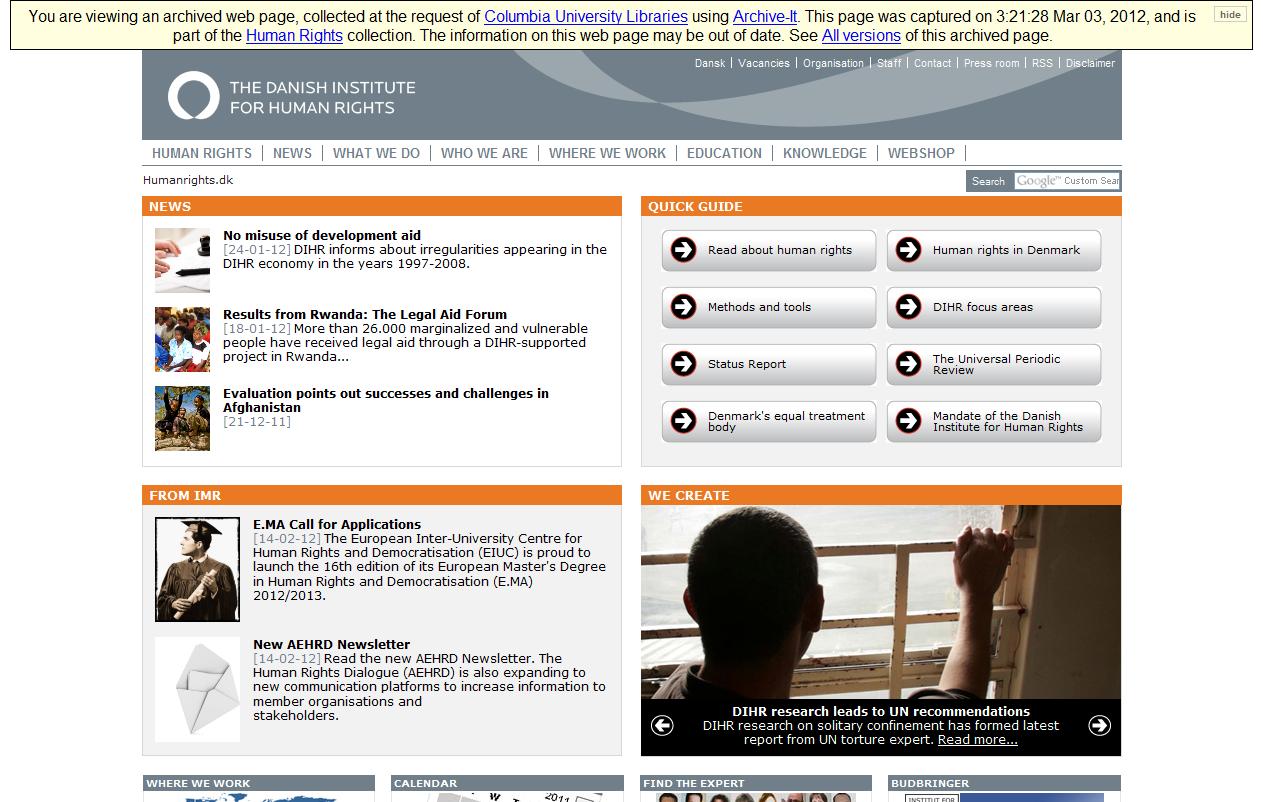 You are viewing an archived web page, collected at the request of Columbia University Libraries using Archive-It. This page was captured on 3:21:28 Mar 03, 2012, and is
part of the Human Rights collection. The information on this web page may be out of date. See All versions of this archived page.
hide
Dansk | Vacancies | Organisation | Staff | Contact | Press room | RSS | Disclaimer
THE DANISH INSTITUTE
FOR HUMAN RIGHTS
HUMAN RIGHTS | NEWS | WHAT WE DO | WHO WE ARE | WHERE WE WORK | EDUCATION | KNOWLEDGE | WEBSHOP |
Humanrights.dk
Search Google™ Custom Sear
NEWS
No misuse of development aid
[24-01-12] DIHR informs about irregularities appearing in the
DIHR economy in the years 1997-2008.
Results from Rwanda: The Legal Aid Forum
[18-01-12] More than 26.000 marginalized and vulnerable
people have received legal aid through a DIHR-supported
project in Rwanda...
Evaluation points out successes and challenges in
Afghanistan
[21-12-11]
QUICK GUIDE
Read about human rights
Human rights in Denmark
Methods and tools
DIHR focus areas
Status Report
The Universal Periodic
Review
Denmark's equal treatment
body
Mandate of the Danish
Institute for Human Rights
FROM IMR
E.MA Call for Applications
[14-02-12] The European Inter-University Centre for
Human Rights and Democratisation (EIUC) is proud to
launch the 16th edition of its European Master's Degree
in Human Rights and Democratisation (E.MA)
2012/2013.
New AEHRD Newsletter
[14-02-12] Read the new AEHRD Newsletter. The
Human Rights Dialogue (AEHRD) is also expanding to
new communication platforms to increase information to
member organisations and
stakeholders.
WE CREATE
DIHR research leads to UN recommendations
DIHR research on solitary confinement has formed latest
report from UN torture expert. Read more...
WHERE WE WORK
CALENDAR
2011
FIND THE EXPERT
BUDBRINGER
INSTITUT FOR